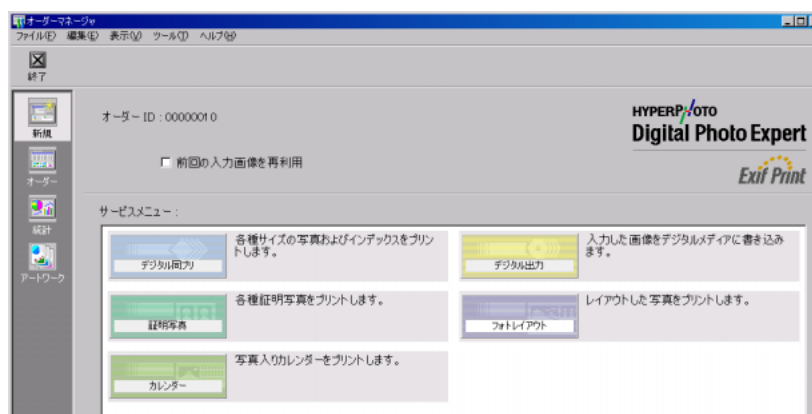 オーダーマネージャ
ファイル(F) 編集(E) 表示(V) ツール(T) ヘルプ(H)
終了
新規
オーダー
統計
アートワーク
オーダー ID : 00000010
前回の入力画像を再利用
HYPERPHOTO
Digital Photo Expert
Exif Print
サービスメニュー :
デジタル同プリ
各種サイズの写真およびインデックスをプリン
トします。
デジタル出力
入力した画像をデジタルメディアに書き込み
ます。
証明写真
各種証明写真をプリントします。
フォトレイアウト
レイアウトした写真をプリントします。
カレンダー
写真入りカレンダーをプリントします。